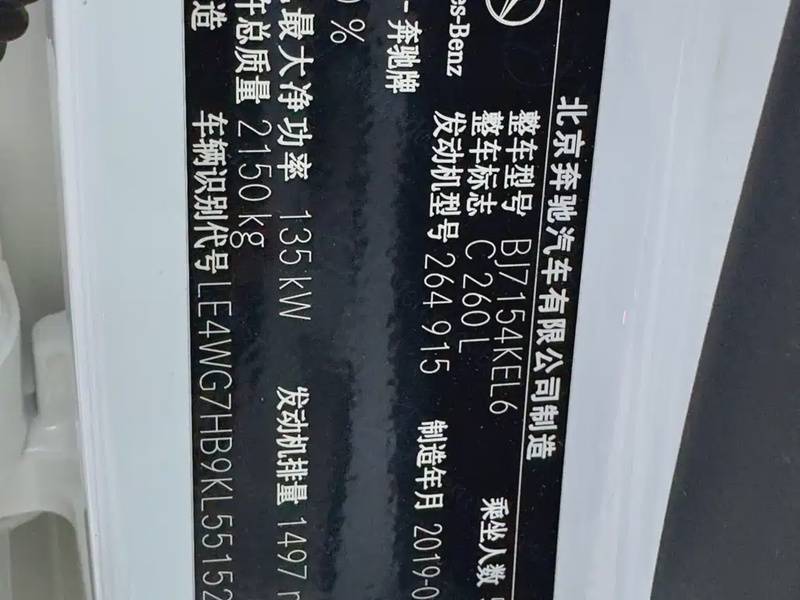 北京奔驰汽车有限公司制造
整车型号 BJ7154KEL6 乘坐人数
整车标志 C 260 L
发动机型号 264 915 制造年月 2019-0
es-Benz
-奔驰牌
%
最大净功率 135 kW 发动机排量 1497
许总质量 2150 kg
造
车辆识别代号 LE4WG7HB9KL55152